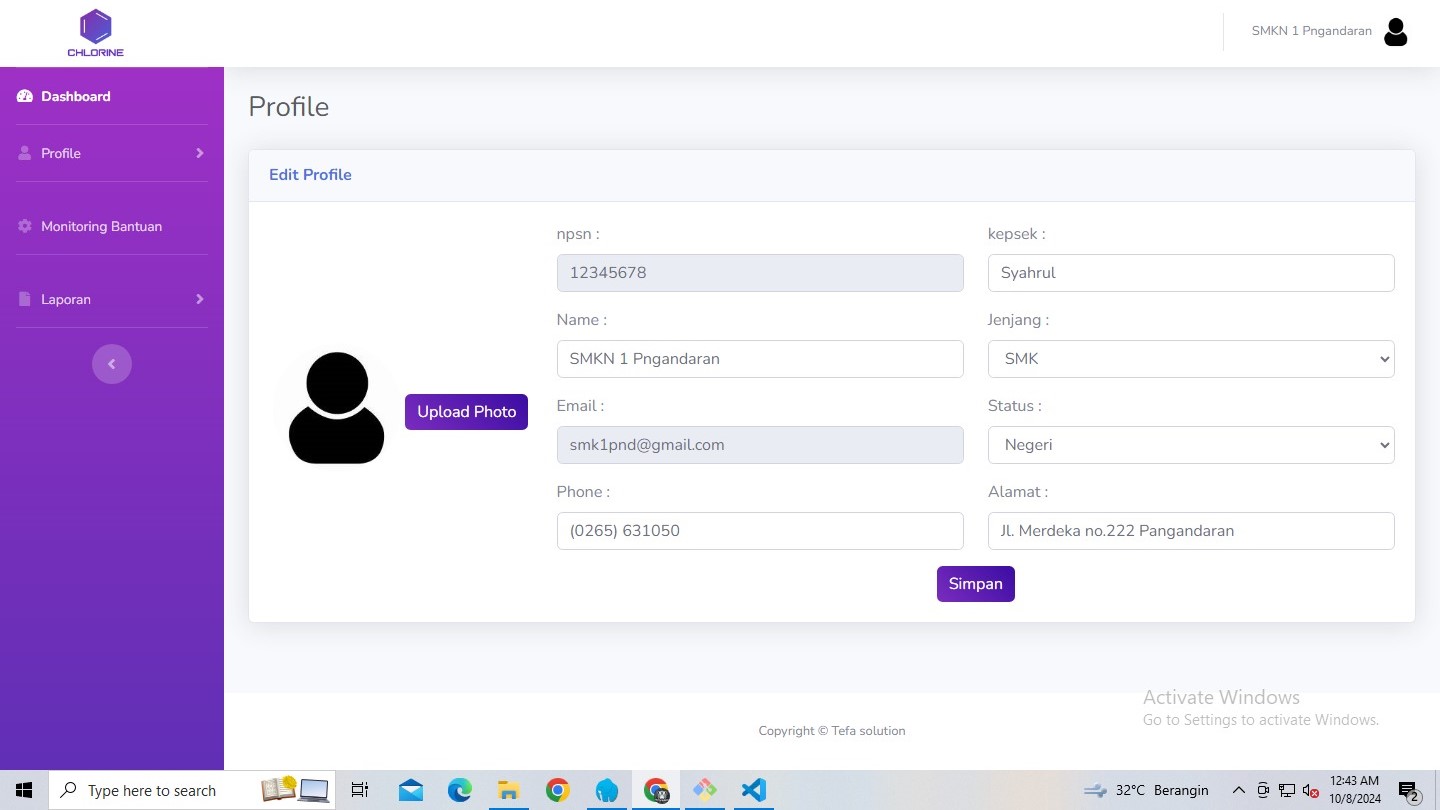 CHLORINE
SMKN 1 Pngandaran
Dashboard
Profile
Monitoring Bantuan
Laporan
Profile
Edit Profile
Upload Photo
npsn :
12345678
kepsek :
Syahrul
Name :
SMKN 1 Pngandaran
Jenjang :
SMK
Email :
smk1pnd@gmail.com
Status :
Negeri
Phone :
(0265) 631050
Alamat :
Jl. Merdeka no.222 Pangandaran
Simpan
Activate Windows
Go to Settings to activate Windows.
Copyright © Tefa solution
Type here to search
32°C Berangin
12:43 AM
10/8/2024
2